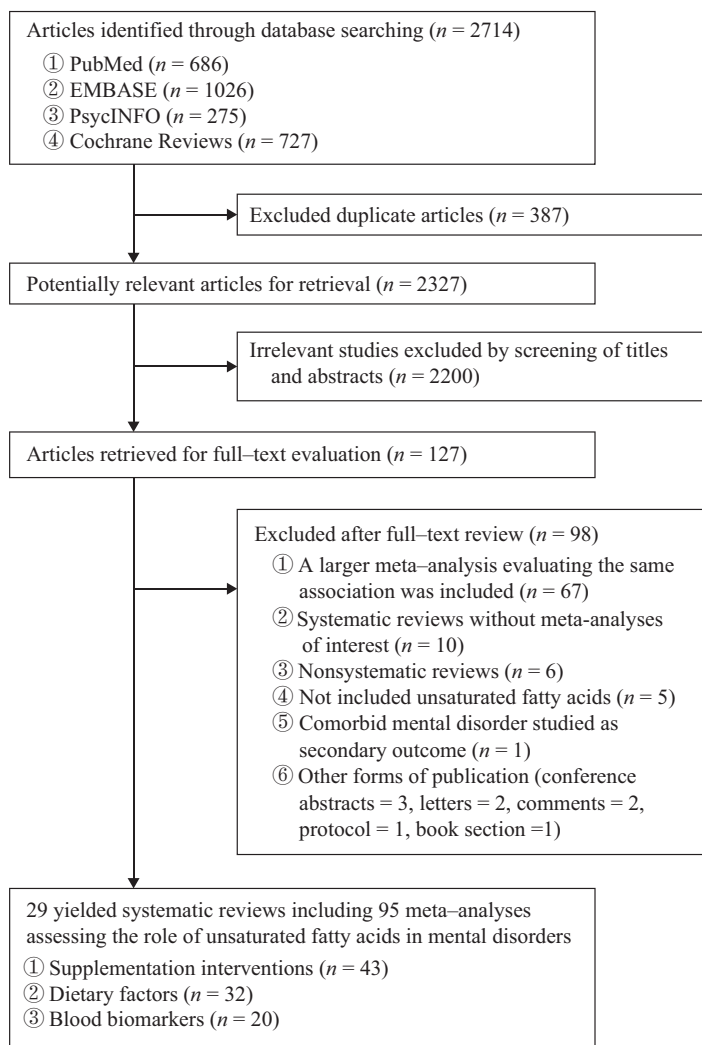 Articles identified through database searching (n = 2714)
① PubMed (n = 686)
② EMBASE (n = 1026)
③ PsycINFO (n = 275)
④ Cochrane Reviews (n = 727)
Excluded duplicate articles (n = 387)
Potentially relevant articles for retrieval (n = 2327)
Irrelevant studies excluded by screening of titles
and abstracts (n = 2200)
Articles retrieved for full–text evaluation (n = 127)
Excluded after full–text review (n = 98)
① A larger meta–analysis evaluating the same
association was included (n = 67)
② Systematic reviews without meta-analyses
of interest (n = 10)
③ Nonsystematic reviews (n = 6)
④ Not included unsaturated fatty acids (n = 5)
⑤ Comorbid mental disorder studied as
secondary outcome (n = 1)
⑥ Other forms of publication (conference
abstracts = 3, letters = 2, comments = 2,
protocol = 1, book section =1)
29 yielded systematic reviews including 95 meta–analyses
assessing the role of unsaturated fatty acids in mental disorders
① Supplementation interventions (n = 43)
② Dietary factors (n = 32)
③ Blood biomarkers (n = 20)